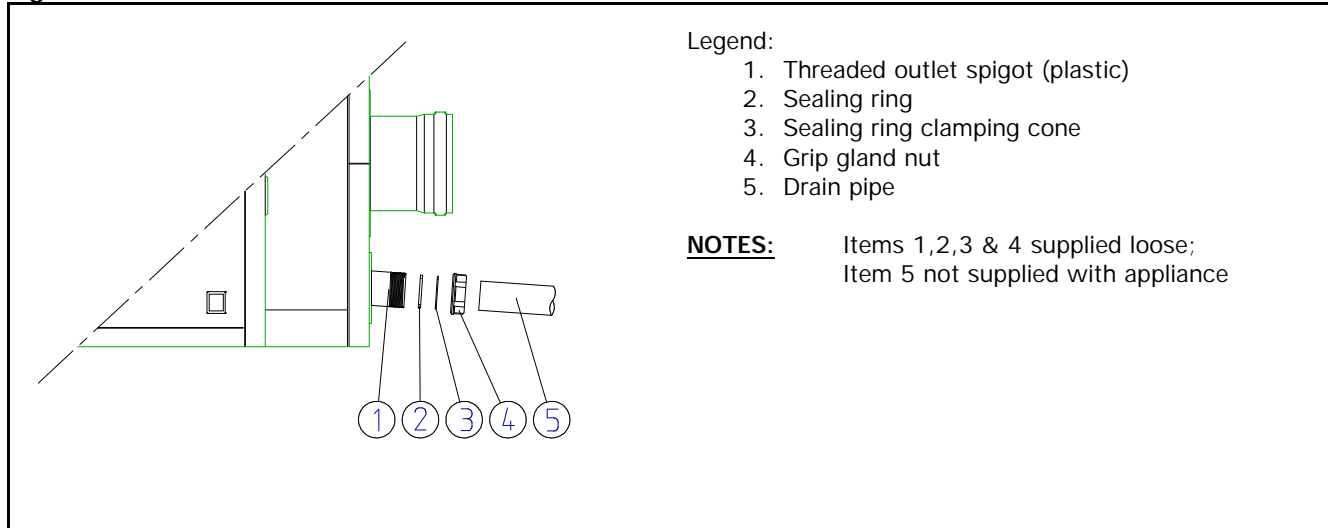 Legend:
1. Threaded outlet spigot (plastic)
2. Sealing ring
3. Sealing ring clamping cone
4. Grip gland nut
5. Drain pipe
NOTES: Items 1,2,3 & 4 supplied loose;
Item 5 not supplied with appliance
1 2 3 4 5